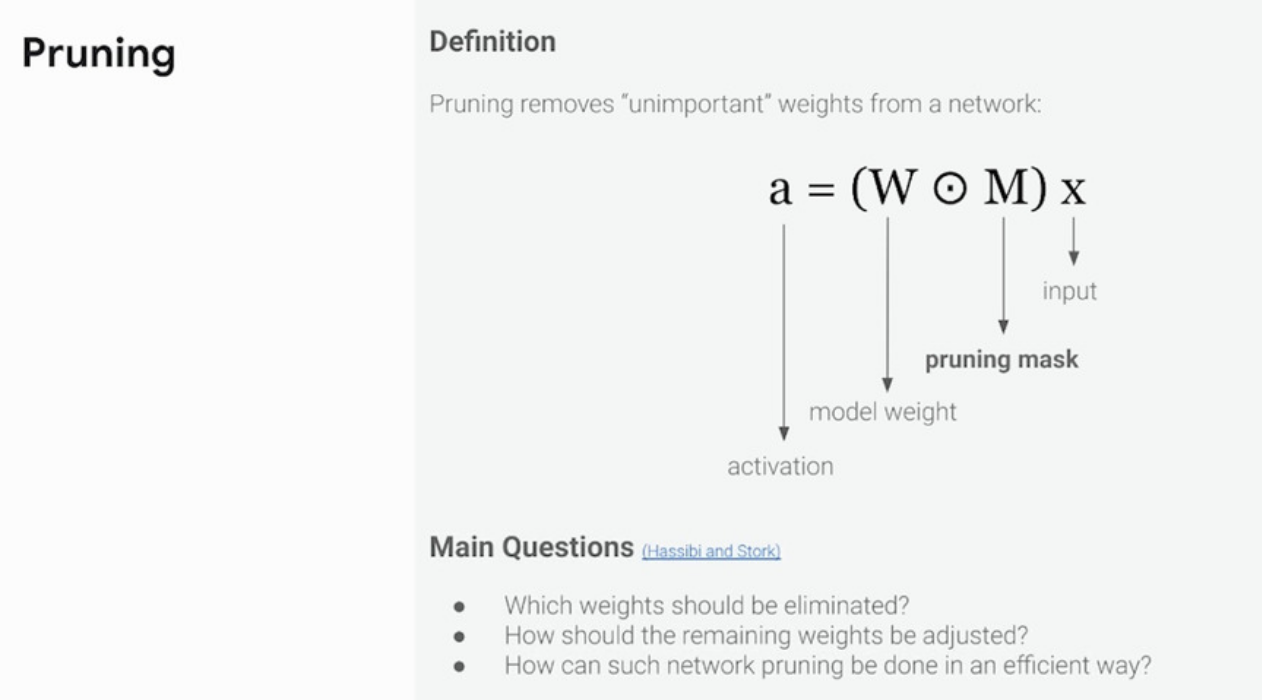 Pruning
Definition
Pruning removes “unimportant” weights from a network:
a = (W ⊙ M) x
input
pruning mask
model weight
activation
Main Questions (Hassibi and Stork)
● Which weights should be eliminated?
● How should the remaining weights be adjusted?
● How can such network pruning be done in an efficient way?